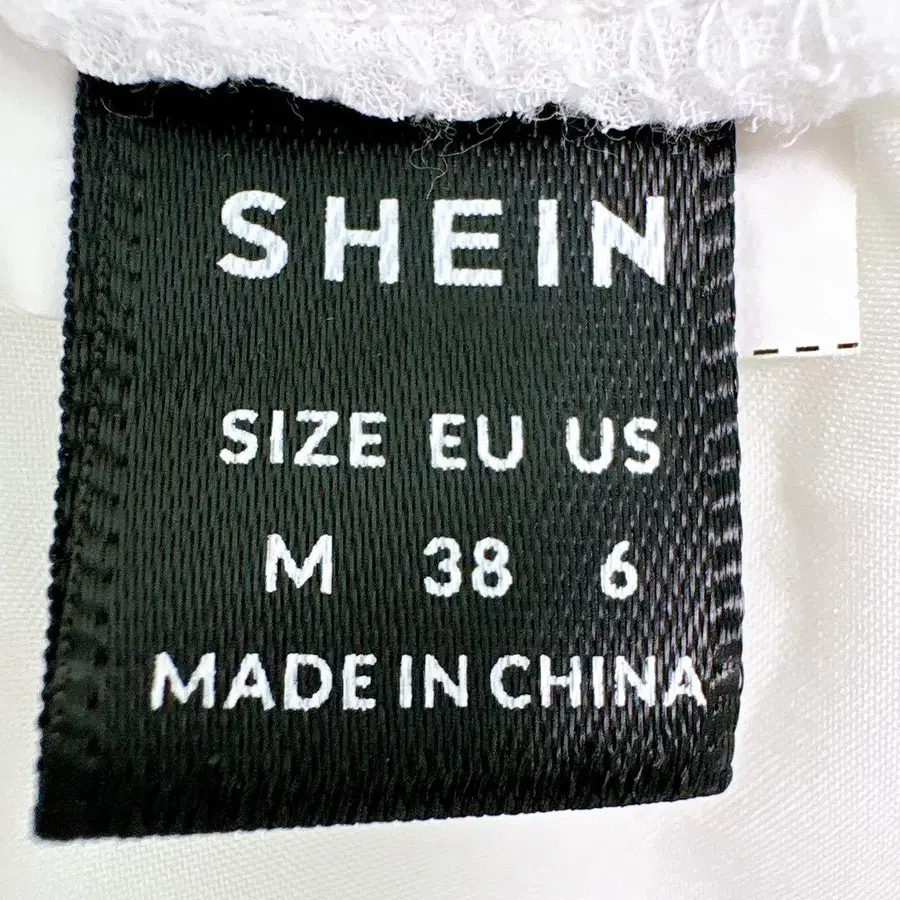 SHEIN
SIZE EU US
M 38 6
MADE IN CHINA